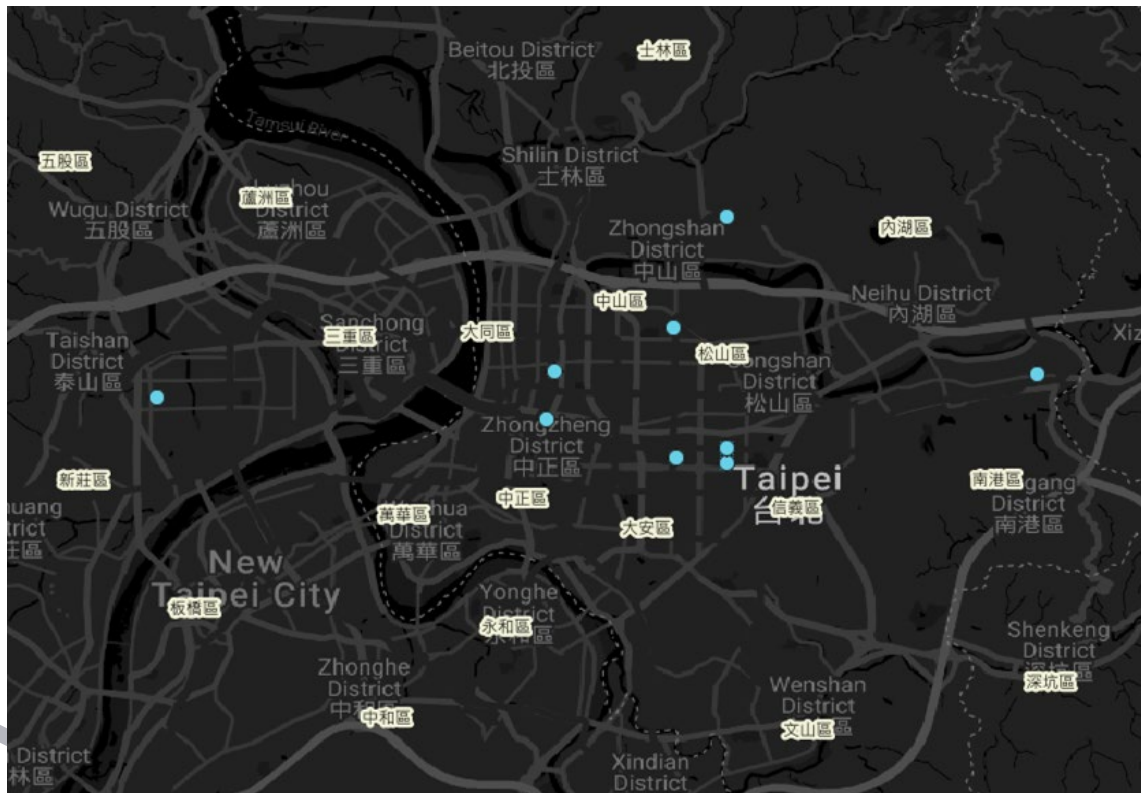 Beitou District
北投區
士林區
Tamsui River
五股區
Shilin District
士林區
蘆洲區
District
蘆洲區
Wugu District
五股區
Zhongshan
District
中山區
內湖區
Neihu District
內湖區
中山區
Sanchong
三重區
District
三重區
大同區
Taishan
District
泰山區
松山區
District
松山區
Zhongzheng
District
中正區
Taipei
新莊區
中正區
信義區
南港區
District
南港區
萬華區
District
萬華區
大安區
New
Taipei City
板橋區
Yonghe
District
永和區
Shenkeng
District
深坑區
Zhonghe
District
中和區
Wenshan
District
文山區
Xindian
District
District
林區